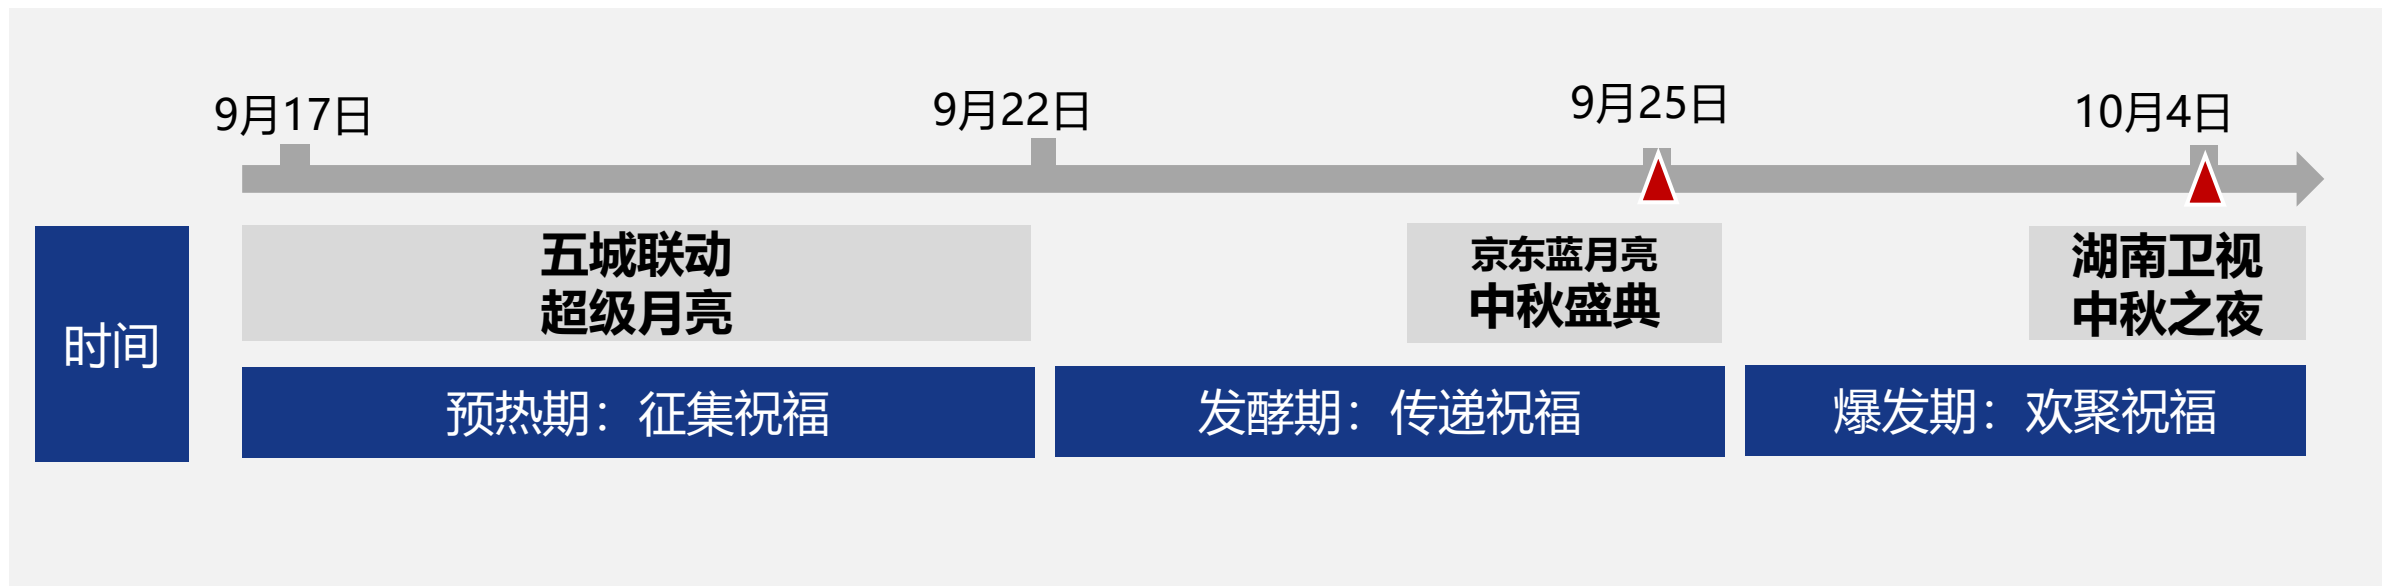 9月17日
9月22日
9月25日
10月4日
时间
五城联动
超级月亮
京东蓝月亮
中秋盛典
湖南卫视
中秋之夜
预热期：征集祝福
发酵期：传递祝福
爆发期：欢聚祝福